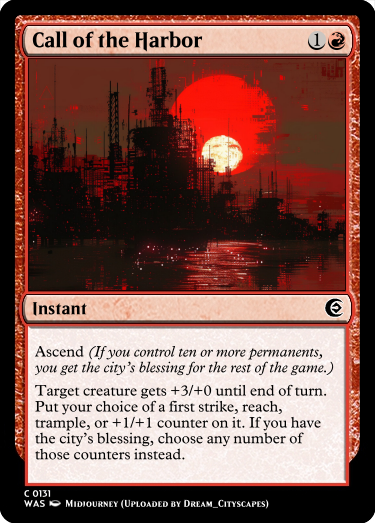 Call of the Harbor 1
Instant
Ascend (If you control ten or more permanents,
you get the city's blessing for the rest of the game.)
Target creature gets +3/+0 until end of turn.
Put your choice of a first strike, reach,
trample, or +1/+1 counter on it. If you have
the city's blessing, choose any number of
those counters instead.
C 0131
WAS Midjourney (Uploaded by Dream_Cityscapes)